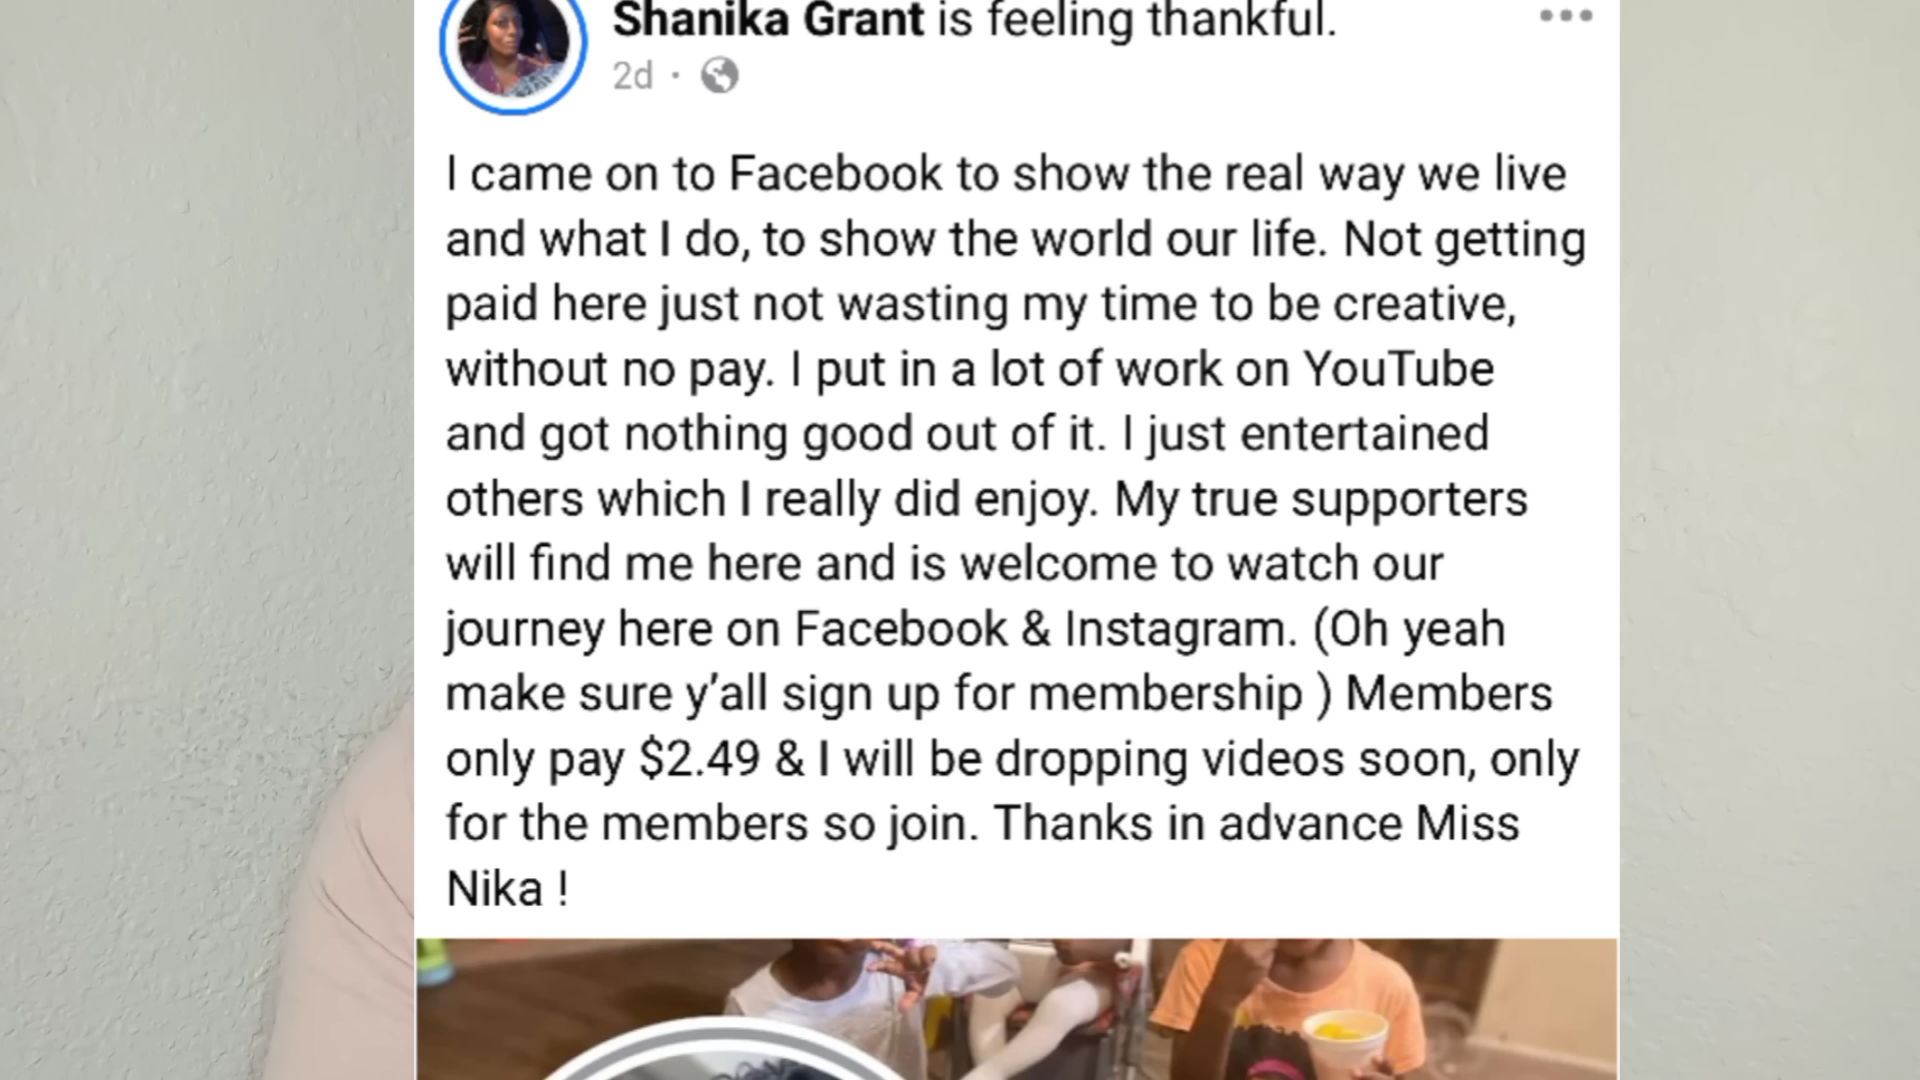 Shanika Grant is feeling thankful.
2d ·
I came on to Facebook to show the real way we live
and what I do, to show the world our life. Not getting
paid here just not wasting my time to be creative,
without no pay. I put in a lot of work on YouTube
and got nothing good out of it. I just entertained
others which I really did enjoy. My true supporters
will find me here and is welcome to watch our
journey here on Facebook & Instagram. (Oh yeah
make sure y’all sign up for membership ) Members
only pay $2.49 & I will be dropping videos soon, only
for the members so join. Thanks in advance Miss
Nika !